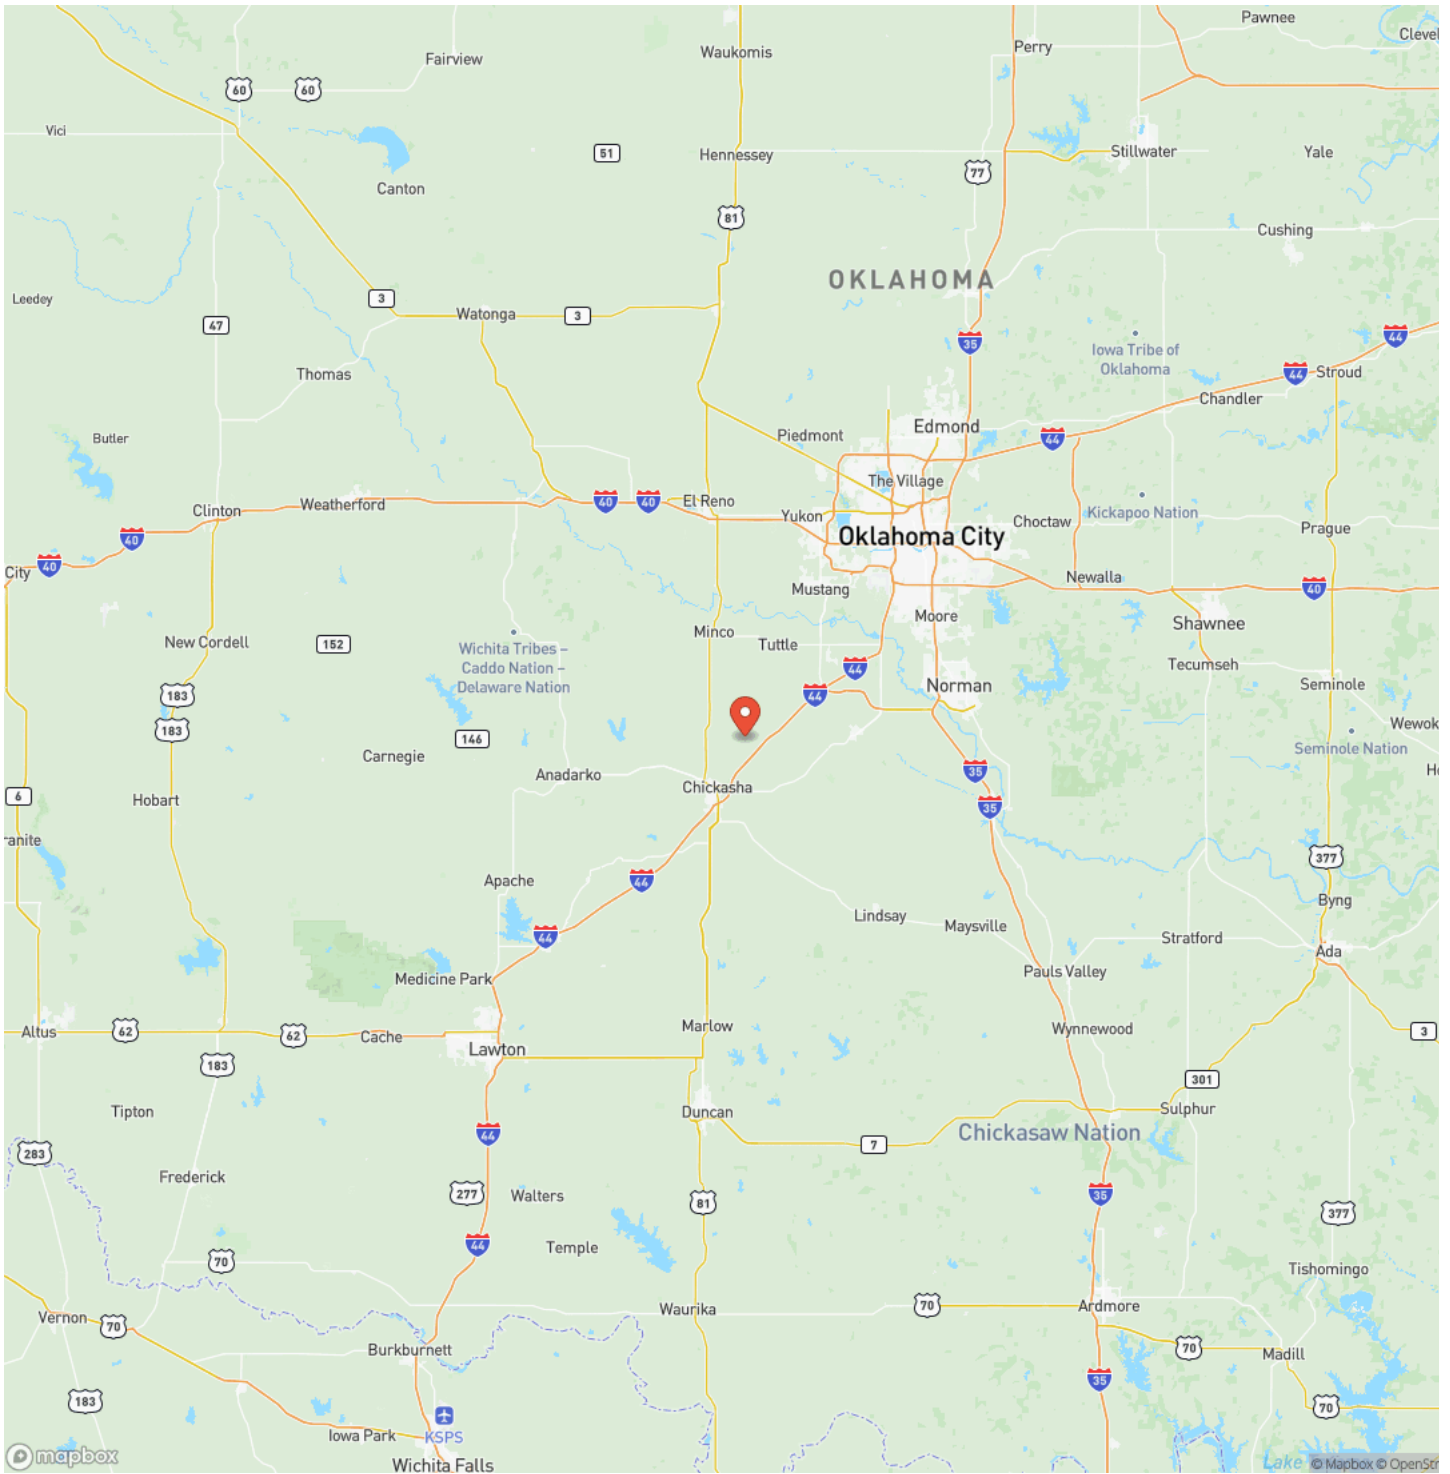 Pawnee
Clevel
Perry
Waukomis
Fairview
60
60
Vici
51
Hennessey
Stillwater
Yale
77
Canton
81
Cushing
OKLAHOMA
Leedey
3
47
Watonga
3
35
44
Iowa Tribe of
Oklahoma
Thomas
44
Stroud
Chandler
Butler
Piedmont
Edmond
44
The Village
Clinton
Weatherford
40
40
El Reno
Yukon
Kickapoo Nation
Choctaw
Prague
40
Oklahoma City
City
40
Mustang
Newalla
40
Moore
Shawnee
Minco
New Cordell
152
Tuttle
Wichita Tribes –
Caddo Nation –
Delaware Nation
44
Tecumseh
183
44
Norman
Seminole
183
146
Wewok
Carnegie
Seminole Nation
Anadarko
35
Ho
6
Hobart
Chickasha
35
ranite
377
Apache
44
Byng
Lindsay
Maysville
44
Stratford
Ada
Medicine Park
Pauls Valley
Altus
62
62
Cache
Marlow
Wynnewood
3
Lawton
183
301
Tipton
Duncan
Sulphur
44
7
Chickasaw Nation
283
Frederick
277
Walters
81
35
377
44
Temple
70
Tishomingo
Vernon
70
Waurika
70
Ardmore
Burkburnett
70
Madill
183
35
70
KSPS
Iowa Park
mapbox
Wichita Falls
Lake
© Mapbox © OpenStr